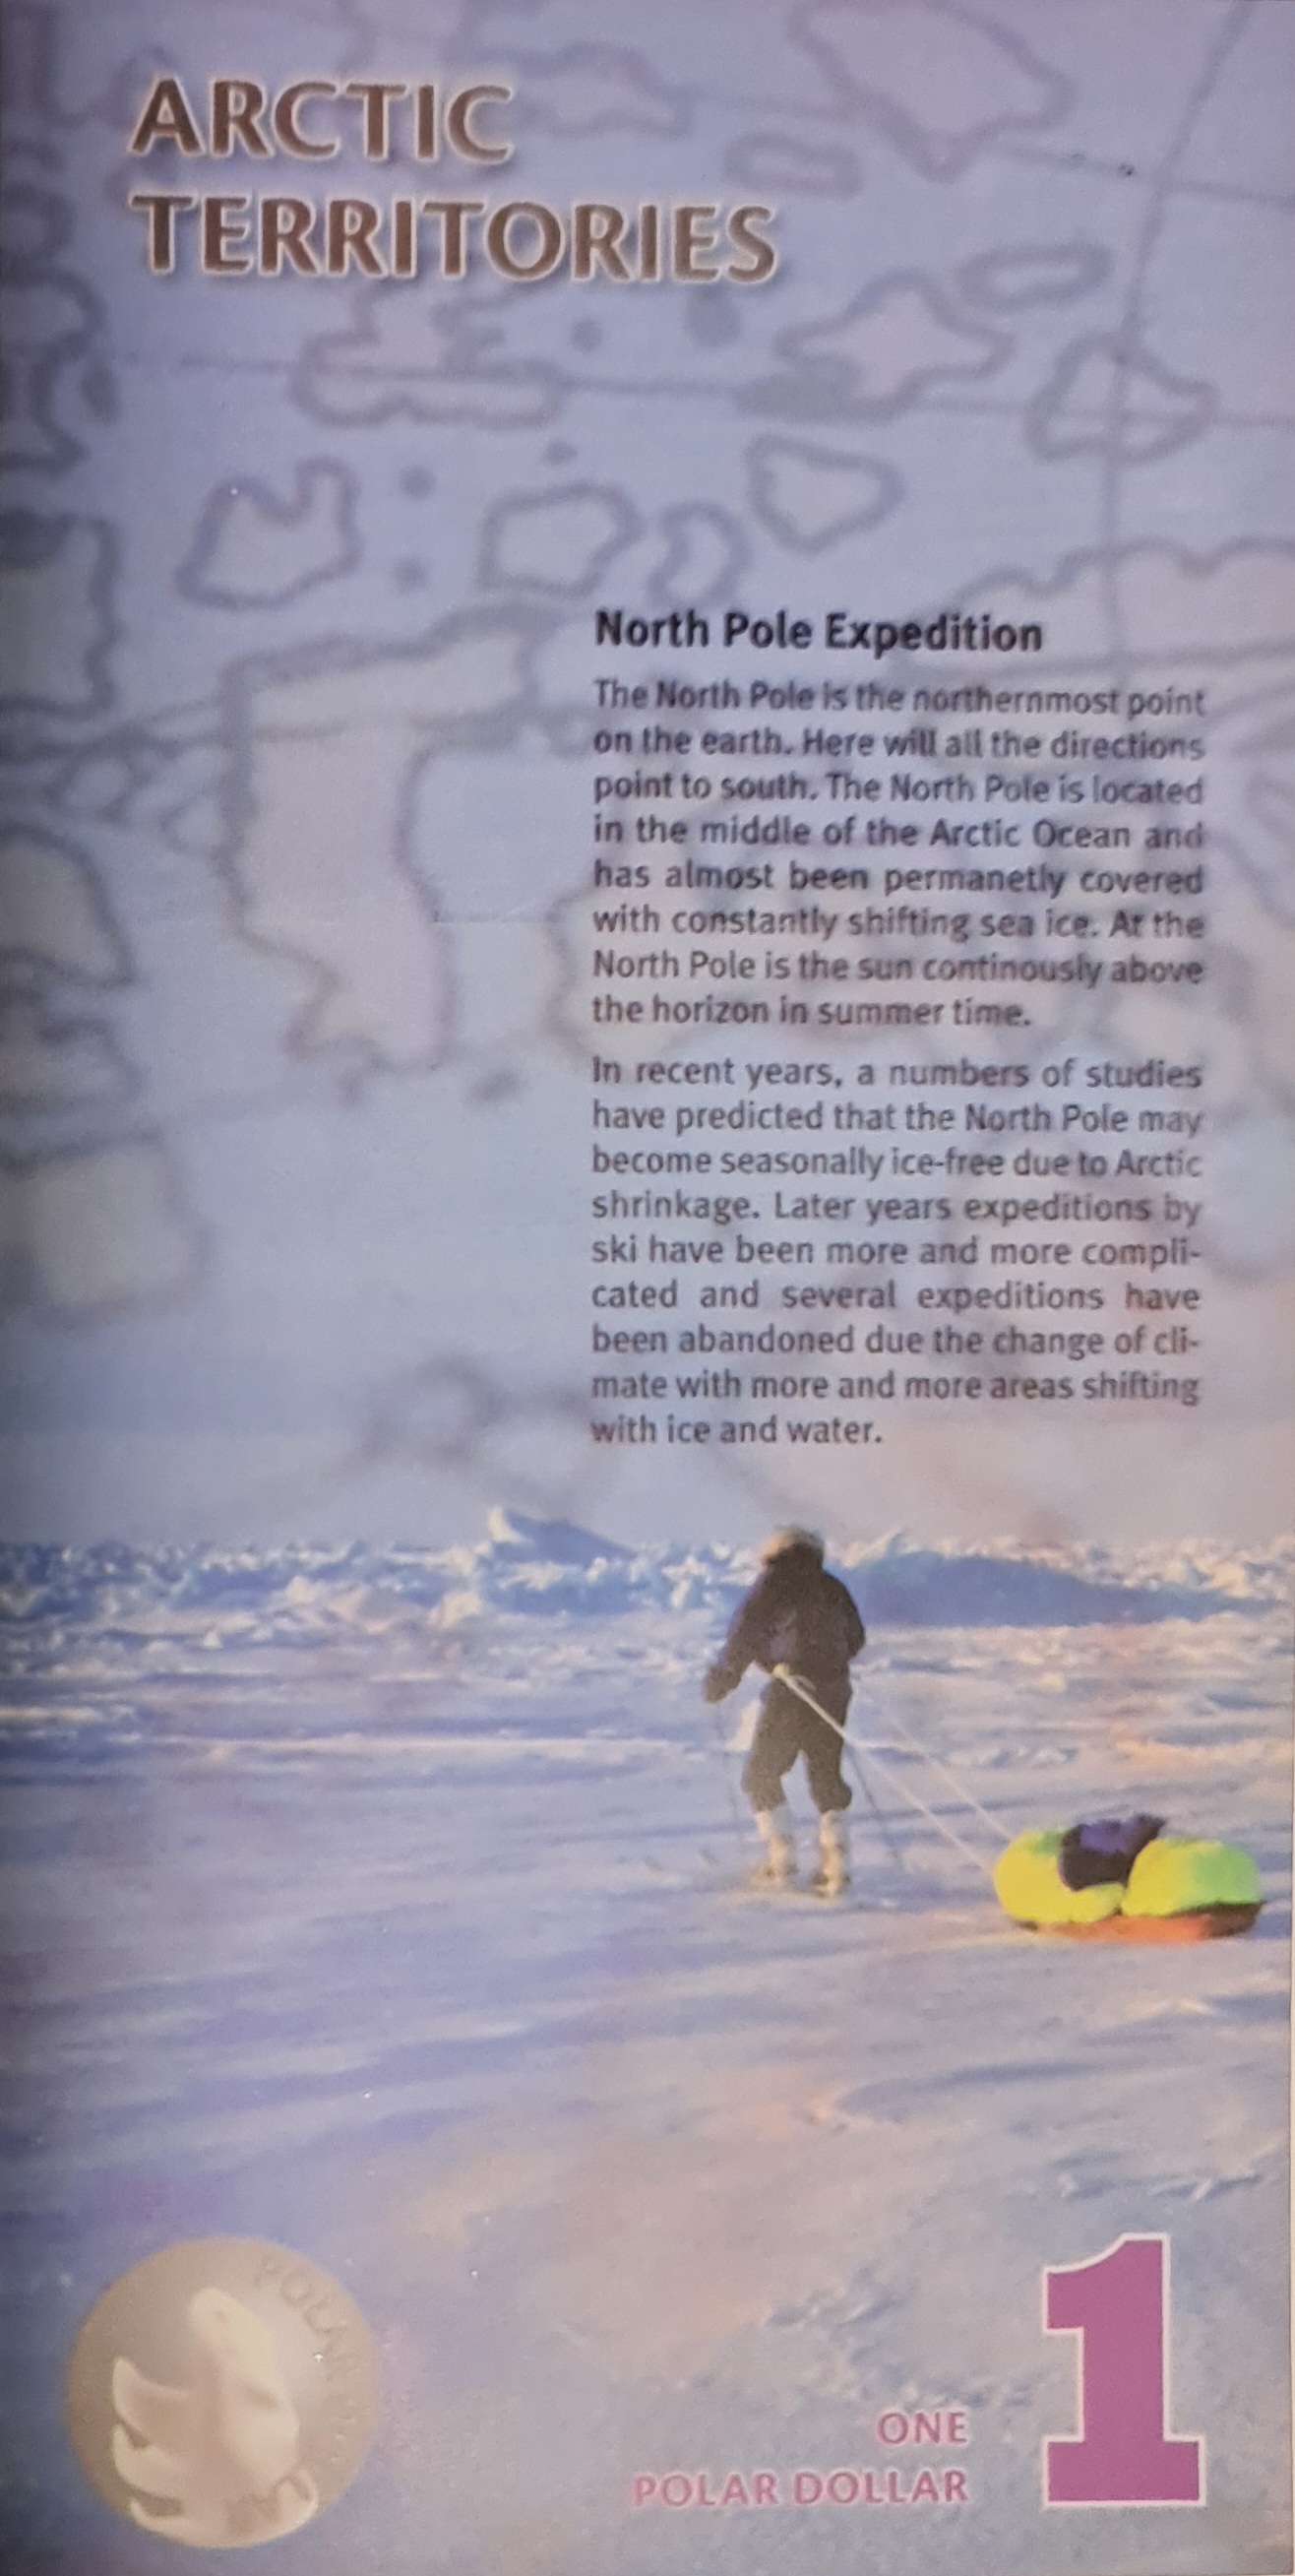 ARCTIC
TERRITORIES
North Pole Expedition
The North Pole is the northernmost point
on the earth. Here will all the directions
point to south. The North Pole is located
in the middle of the Arctic Ocean and
has almost been permanetly covered
with constantly shifting sea ice. At the
North Pole is the sun continously above
the horizon in summer time.
In recent years, a numbers of studies
have predicted that the North Pole may
become seasonally ice-free due to Arctic
shrinkage. Later years expeditions by
ski have been more and more compli-
cated and several expeditions have
been abandoned due the change of cli-
mate with more and more areas shifting
with ice and water.
POLAR
ONE
POLAR DOLLAR
1